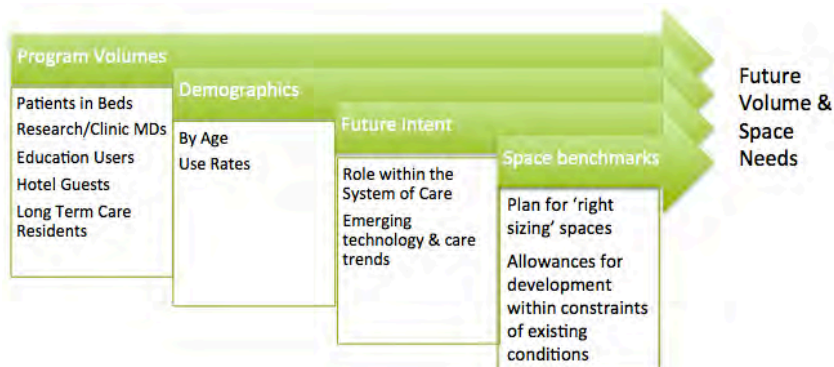 Program Volumes
Patients in Beds
Research/Clinic MDs
Education Users
Hotel Guests
Long Term Care
Residents
Demographics
By Age
Use Rates
Future Intent
Role within the
System of Care
Emerging
technology & care
trends
Space benchmarks
Plan for ‘right
sizing’ spaces
Allowances for
development
within constraints
of existing
conditions
Future
Volume &
Space
Needs